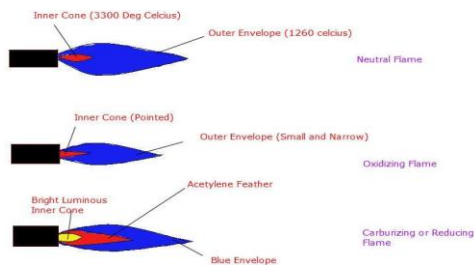 Inner Cone (3300 Deg Celcius)
Outer Envelope (1260 celcius)
Neutral Flame
Inner Cone (Pointed)
Outer Envelope (Small and Narrow)
Oxidizing Flame
Acetylene Feather
Bright Luminous
Inner Cone
Carburizing or Reducing
Flame
Blue Envelope